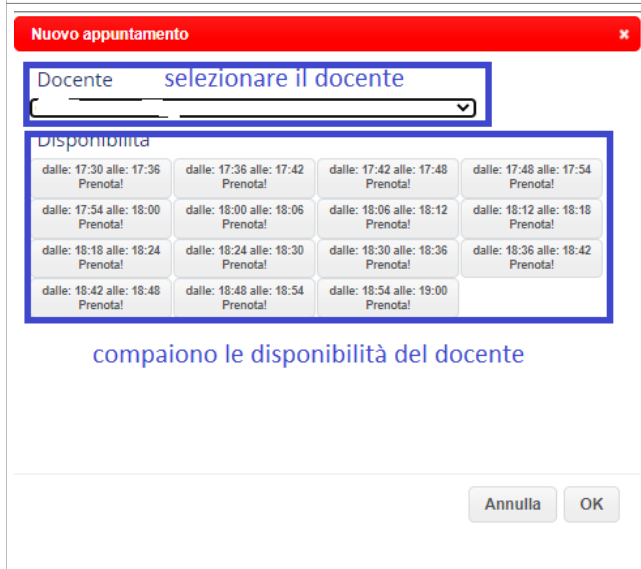 Nuovo appuntamento
Docente selezionare il docente
Disponibilità
dalle: 17:30 alle: 17:36 dalle: 17:36 alle: 17:42 dalle: 17:42 alle: 17:48 dalle: 17:48 alle: 17:54
Prenota! Prenota! Prenota! Prenota!
dalle: 17:54 alle: 18:00 dalle: 18:00 alle: 18:06 dalle: 18:06 alle: 18:12 dalle: 18:12 alle: 18:18
Prenota! Prenota! Prenota! Prenota!
dalle: 18:18 alle: 18:24 dalle: 18:24 alle: 18:30 dalle: 18:30 alle: 18:36 dalle: 18:36 alle: 18:42
Prenota! Prenota! Prenota! Prenota!
dalle: 18:42 alle: 18:48 dalle: 18:48 alle: 18:54 dalle: 18:54 alle: 19:00
Prenota! Prenota! Prenota!
compaiono le disponibilità del docente
Annulla OK